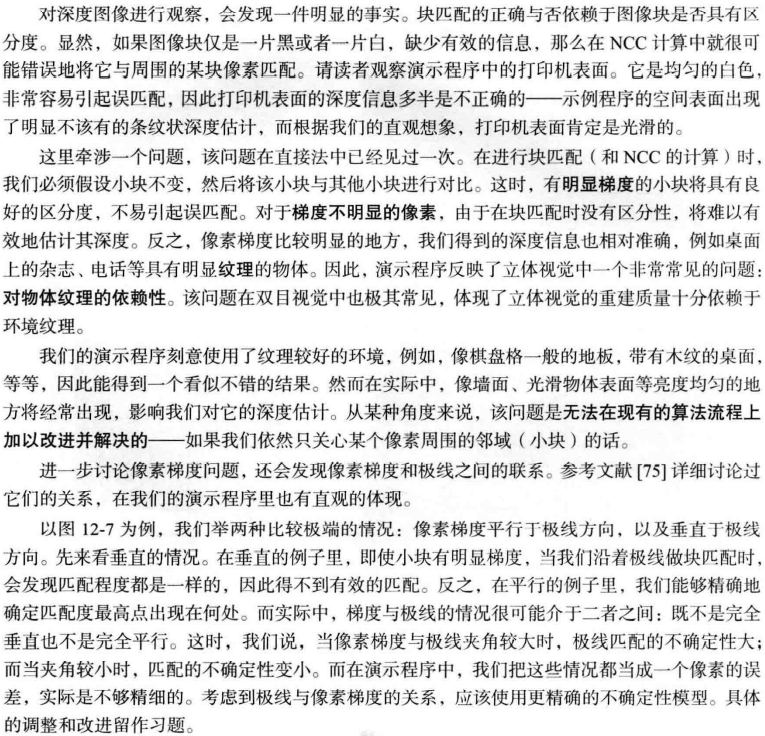 对深度图像进行观察，会发现一件明显的事实。块匹配的正确与否依赖于图像块是否具有区
分度。显然，如果图像块仅是一片黑或者一片白，缺少有效的信息，那么在 NCC 计算中就很可
能错误地将它与周围的某块像素匹配。请读者观察演示程序中的打印机表面。它是均匀的白色，
非常容易引起误匹配，因此打印机表面的深度信息多半是不正确的——示例程序的空间表面出现
了明显不该有的条纹状深度估计，而根据我们的直观想象，打印机表面肯定是光滑的。
这里牵涉一个问题，该问题在直接法中已经见过一次。在进行块匹配（和 NCC 的计算）时，
我们必须假设小块不变，然后将该小块与其他小块进行对比。这时，有明显梯度的小块将具有良
好的区分度，不易引起误匹配。对于梯度不明显的像素，由于在块匹配时没有区分性，将难以有
效地估计其深度。反之，像素梯度比较明显的地方，我们得到的深度信息也相对准确，例如桌面
上的杂志、电话等具有明显纹理的物体。因此，演示程序反映了立体视觉中一个非常常见的问题：
对物体纹理的依赖性。该问题在双目视觉中也极其常见，体现了立体视觉的重建质量十分依赖于
环境纹理。
我们的演示程序刻意使用了纹理较好的环境，例如，像棋盘格一般的地板，带有木纹的桌面，
等等，因此能得到一个看似不错的结果。然而在实际中，像墙面、光滑物体表面等亮度均匀的地
方将经常出现，影响我们对它的深度估计。从某种角度来说，该问题是无法在现有的算法流程上
加以改进并解决的——如果我们依然只关心某个像素周围的邻域（小块）的话。
进一步讨论像素梯度问题，还会发现像素梯度和极线之间的联系。参考文献 [75] 详细讨论过
它们的关系，在我们的演示程序里也有直观的体现。
以图 12-7 为例，我们举两种比较极端的情况：像素梯度平行于极线方向，以及垂直于极线
方向。先来看垂直的情况。在垂直的例子里，即使小块有明显梯度，当我们沿着极线做块匹配时，
会发现匹配程度都是一样的，因此得不到有效的匹配。反之，在平行的例子里，我们能够精确地
确定匹配度最高点出现在何处。而实际中，梯度与极线的情况很可能介于二者之间：既不是完全
垂直也不是完全平行。这时，我们说，当像素梯度与极线夹角较大时，极线匹配的不确定性大；
而当夹角较小时，匹配的不确定性变小。而在演示程序中，我们把这些情况都当成一个像素的误
差，实际是不够精细的。考虑到极线与像素梯度的关系，应该使用更精确的不确定性模型。具体
的调整和改进留作习题。